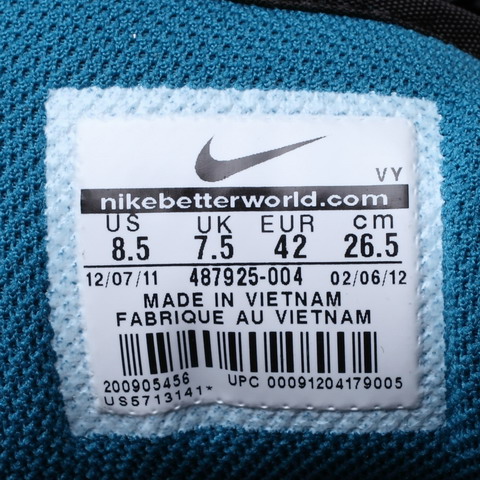 VY
nikebetterworld.com
US UK EUR cm
8.5 7.5 42 26.5
12/07/11 487925-004 02/06/12
MADE IN VIETNAM
FABRIQUE AU VIETNAM
200905456 UPC 00091204179005
US5713141*